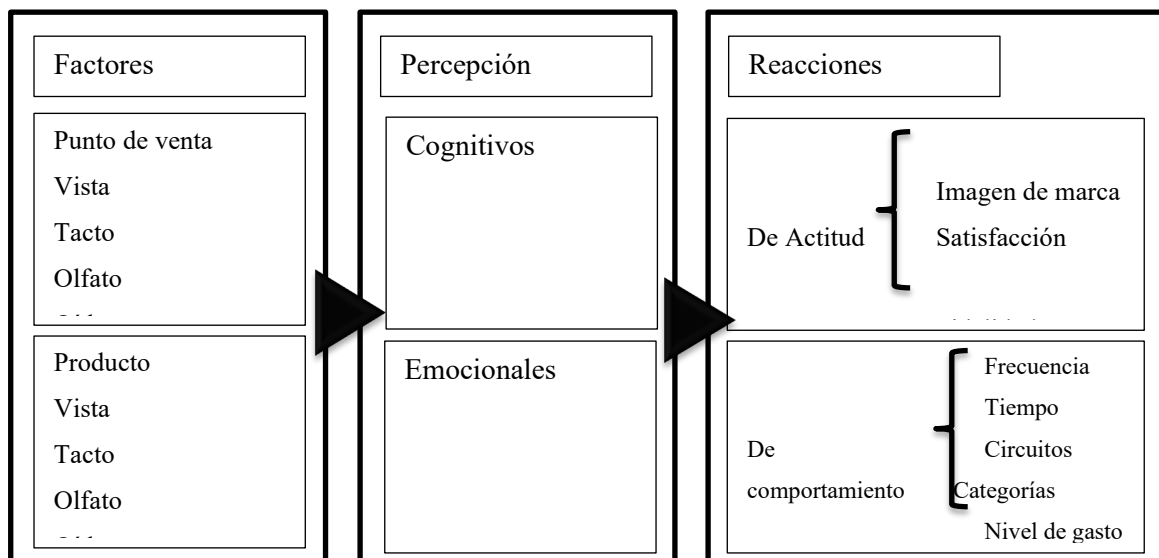 Factores
Punto de venta
Vista
Tacto
Olfato
Producto
Vista
Tacto
Olfato
Percepción
Cognitivos
Emocionales
Reacciones
De Actitud
Imagen de marca
Satisfacción
De
comportamiento
Frecuencia
Tiempo
Circuitos
Categorías
Nivel de gasto